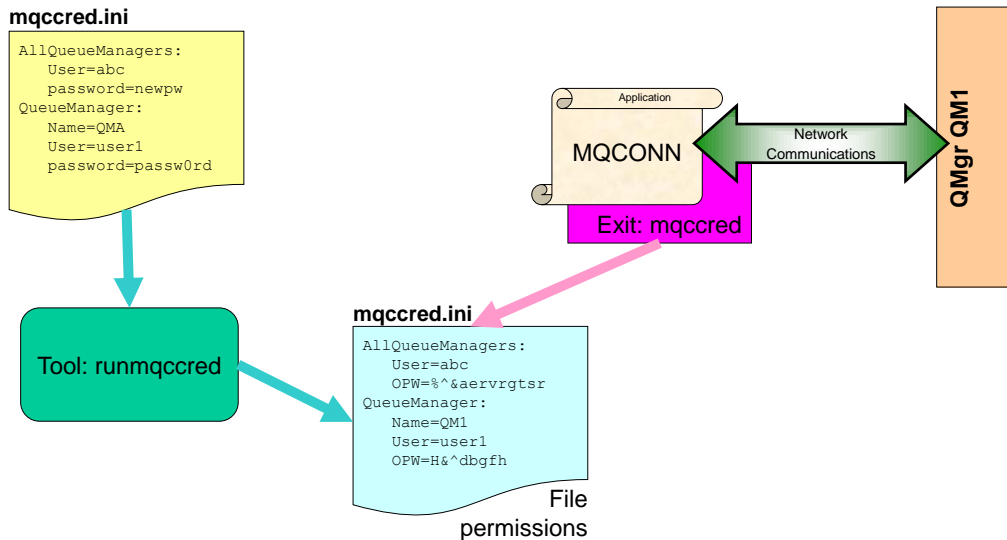 mqccred.ini
AllQueueManagers:
User=abc
password=newpw
QueueManager:
Name=QMA
User=user1
password=passw0rd
Application
MQCONN
Exit: mqccred
Network
Communications
QMgr QM1
Tool: runmqccred
mqccred.ini
AllQueueManagers:
User=abc
OPW=%^&aervrgtsr
QueueManager:
Name=QM1
User=user1
OPW=H&^dbgfh
File
permissions